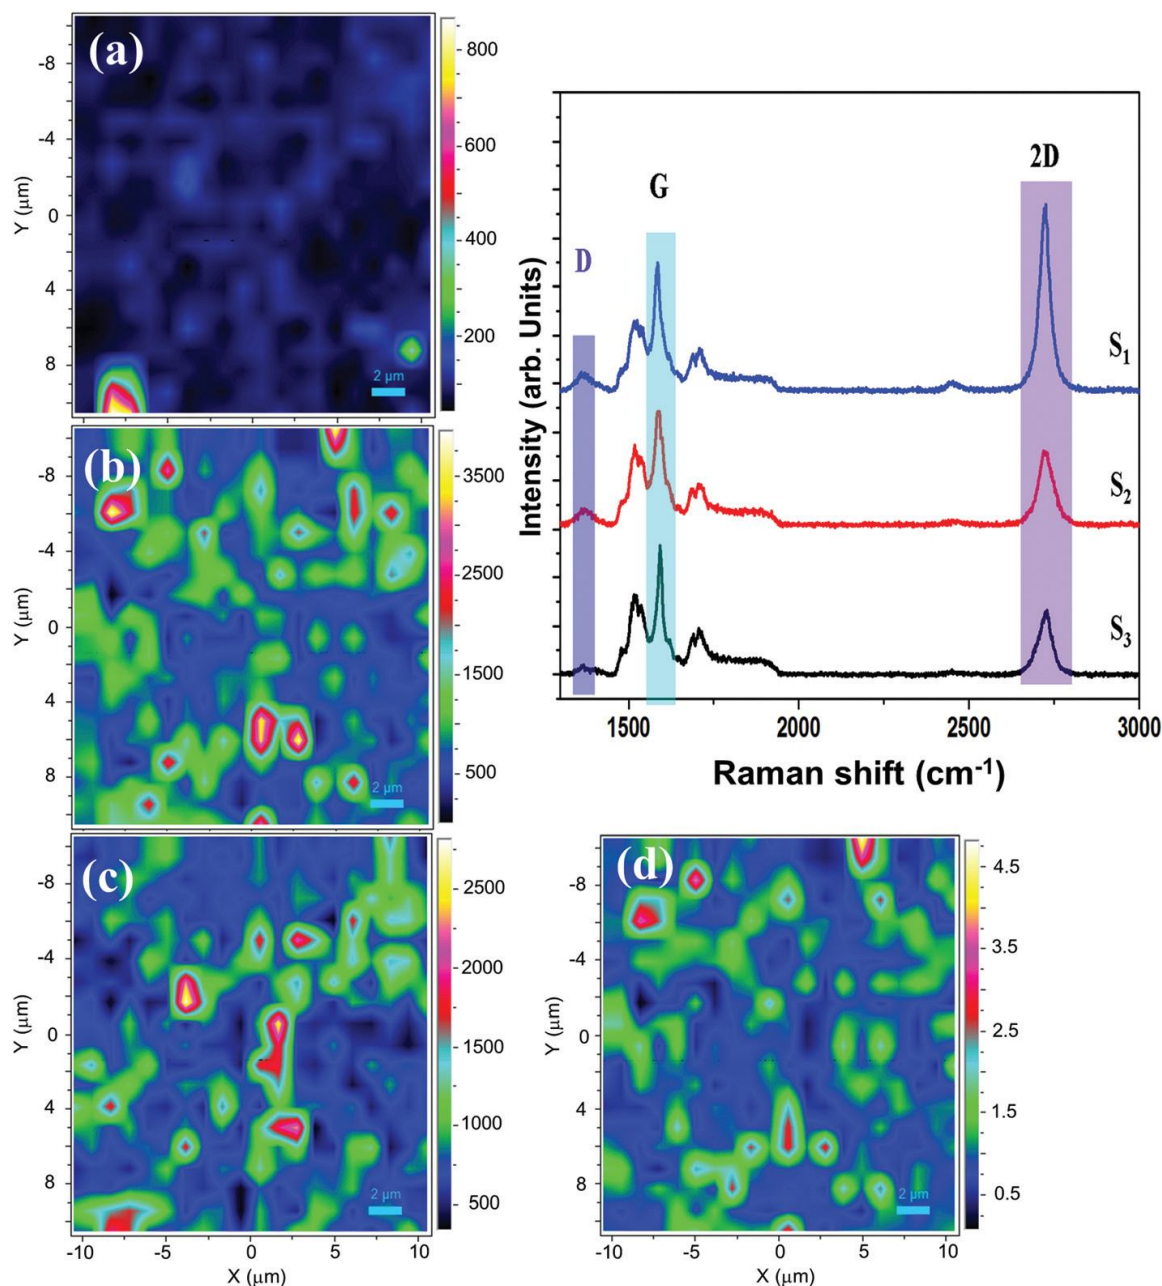 (a)
-8
-4
0
4
8
Y (μm)
2 μm
800
600
400
200
(b)
-8
-4
0
4
8
Y (μm)
2 μm
3500
2500
1500
500
(c)
-8
-4
0
4
8
Y (μm)
2 μm
2500
2000
1500
1000
500
-10 -5 0 5 10
X (μm)
D
G
2D
S1
S2
S3
Intensity (arb. Units)
1500 2000 2500 3000
Raman shift (cm-1)
(d)
-8
-4
0
4
8
Y (μm)
2 μm
4.5
3.5
2.5
1.5
0.5
-10 -5 0 5 10
X (μm)